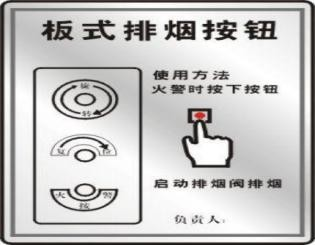 板式排烟按钮
使用方法
火警时按下按钮
旋
转
复 位
火 警
按
启动排烟阀排烟
负责人: